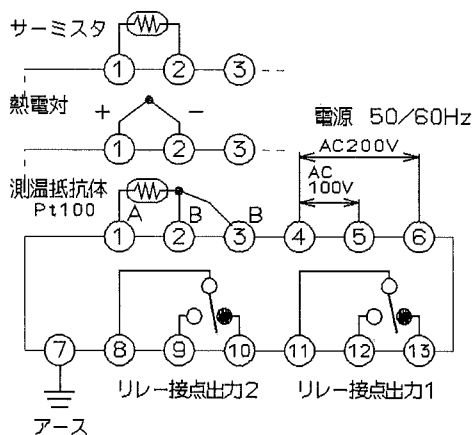 サーミスタ
1 2 3
熱電対
+ -
1 2 3
電源 50/60Hz
AC200V
AC
100V
測温抵抗体
Pt100
A B B
1 2 3 4 5 6
7 8 9 10 11 12 13
リレー接点出力2 リレー接点出力1
アース